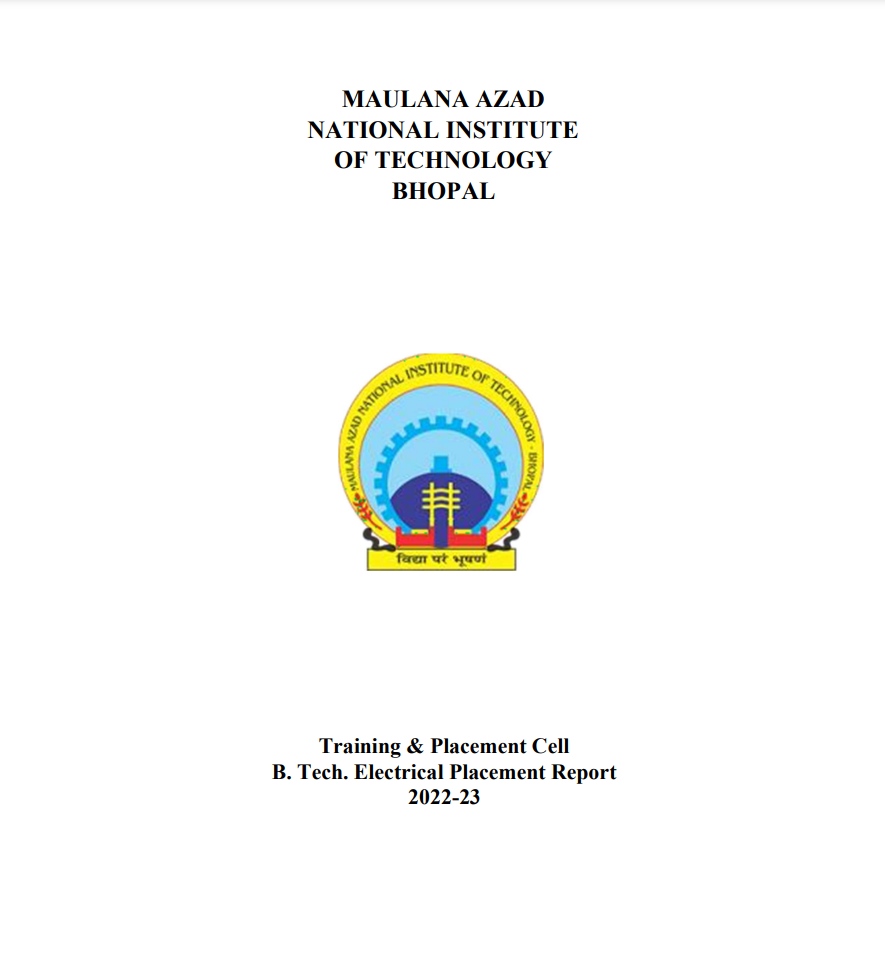 MAULANA AZAD
NATIONAL INSTITUTE
OF TECHNOLOGY
BHOPAL
MAULANA AZAD NATIONAL INSTITUTE OF TECHNOLOGY - BHOPAL
विद्या परं भूषणं
Training & Placement Cell
B. Tech. Electrical Placement Report
2022-23